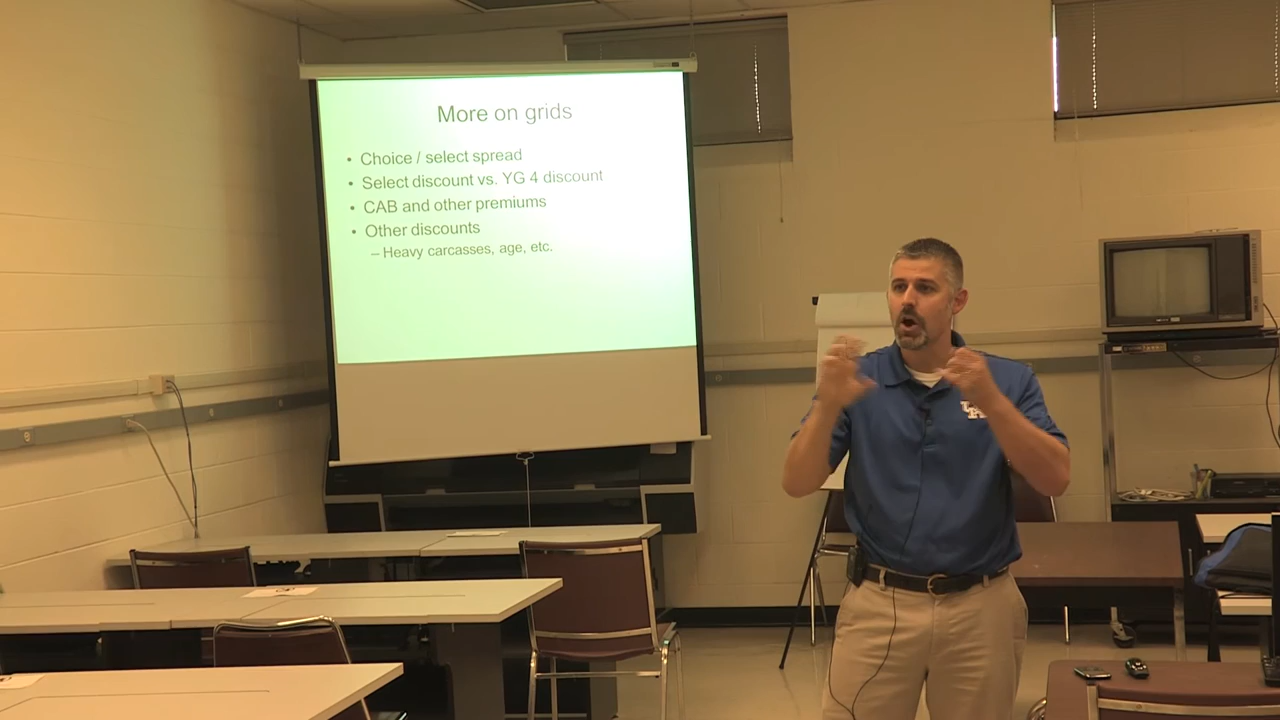 More on grids
• Choice / select spread
• Select discount vs. YG 4 discount
• CAB and other premiums
• Other discounts
– Heavy carcasses, age, etc.